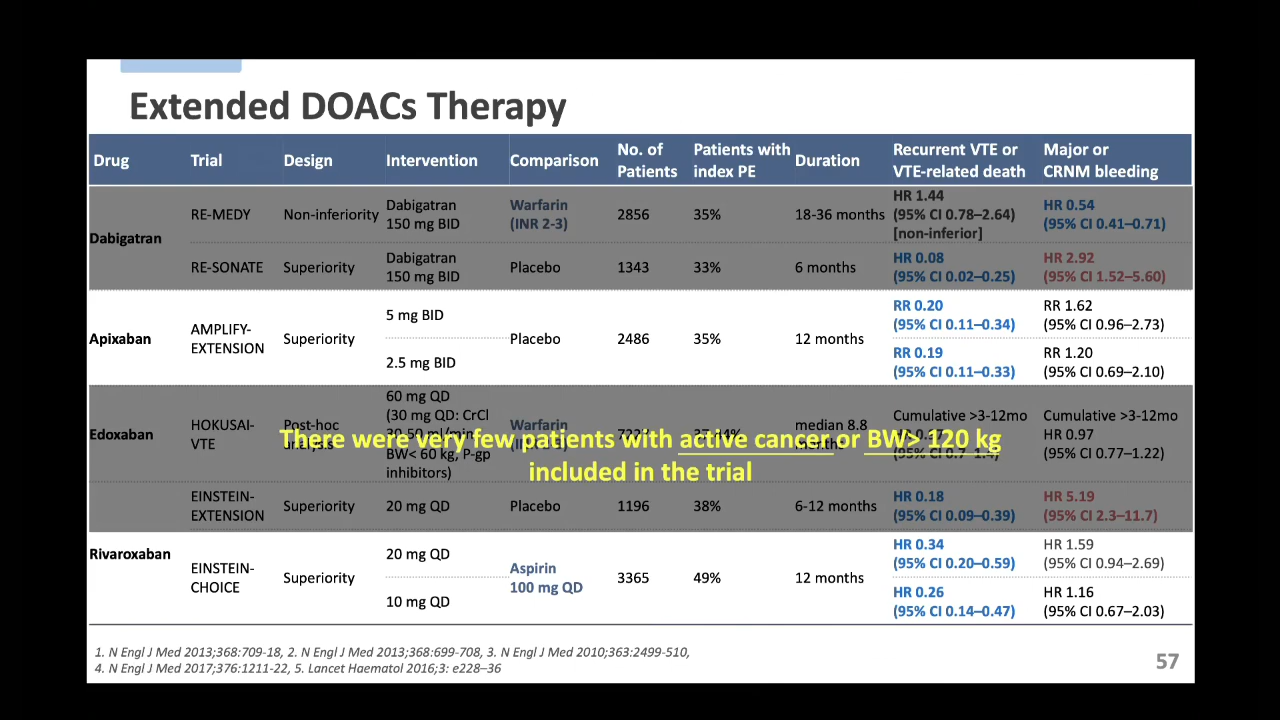 Extended DOACs Therapy
Drug Trial Design Intervention Comparison No. of Patients Patients with index PE Duration Recurrent VTE or VTE-related death Major or CRNM bleeding
Dabigatran
RE-MEDY Non-inferiority Dabigatran 150 mg BID Warfarin (INR 2-3) 2856 35% 18-36 months HR 1.44 (95% CI 0.78–2.64) [non-inferior] HR 0.54 (95% CI 0.41–0.71)
RE-SONATE Superiority Dabigatran 150 mg BID Placebo 1343 33% 6 months HR 0.08 (95% CI 0.02–0.25) HR 2.92 (95% CI 1.52–5.60)
Apixaban AMPLIFY-EXTENSION Superiority 5 mg BID Placebo 2486 35% 12 months RR 0.20 (95% CI 0.11–0.34) RR 1.62 (95% CI 0.96–2.73)
2.5 mg BID RR 0.19 (95% CI 0.11–0.33) RR 1.20 (95% CI 0.69–2.10)
Edoxaban HOKUSAI-VTE Post-hoc 60 mg QD (30 mg QD: CrCl BW< 60 kg, P-gp inhibitors) Warfarin median 8.8 Cumulative >3-12mo Cumulative >3-12mo HR 0.97 (95% CI 0.77–1.22)
There were very few patients with active cancer or BW> 120 kg
included in the trial
Rivaroxaban
EINSTEIN-EXTENSION Superiority 20 mg QD Placebo 1196 38% 6-12 months HR 0.18 (95% CI 0.09–0.39) HR 5.19 (95% CI 2.3–11.7)
EINSTEIN-CHOICE Superiority 20 mg QD Aspirin 100 mg QD 3365 49% 12 months HR 0.34 (95% CI 0.20–0.59) HR 1.59 (95% CI 0.94–2.69)
10 mg QD HR 0.26 (95% CI 0.14–0.47) HR 1.16 (95% CI 0.67–2.03)
1. N Engl J Med 2013;368:709-18, 2. N Engl J Med 2013;368:699-708, 3. N Engl J Med 2010;363:2499-510,
4. N Engl J Med 2017;376:1211-22, 5. Lancet Haematol 2016;3: e228–36
57